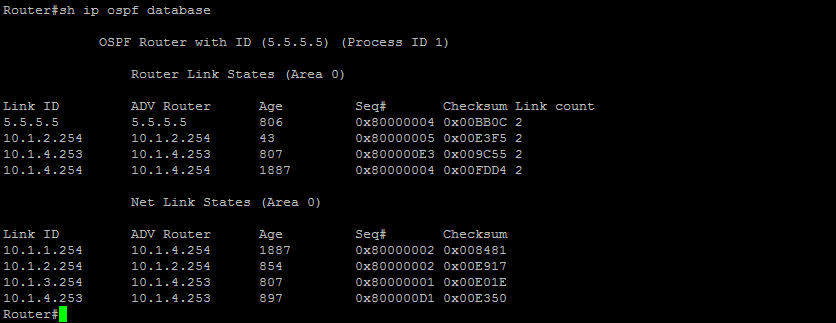 Router#sh ip ospf database
OSPF Router with ID (5.5.5.5) (Process ID 1)
Router Link States (Area 0)
Link ID ADV Router Age Seq# Checksum Link count
5.5.5.5 5.5.5.5 806 0x80000004 0x00BB0C 2
10.1.2.254 10.1.2.254 43 0x80000005 0x00E3F5 2
10.1.4.253 10.1.4.253 807 0x800000E3 0x009C55 2
10.1.4.254 10.1.4.254 1887 0x80000004 0x00FDD4 2
Net Link States (Area 0)
Link ID ADV Router Age Seq# Checksum
10.1.1.254 10.1.4.254 1887 0x80000002 0x008481
10.1.2.254 10.1.2.254 854 0x80000002 0x00E917
10.1.3.254 10.1.4.253 807 0x80000001 0x00E01E
10.1.4.253 10.1.4.253 897 0x800000D1 0x00E350
Router#